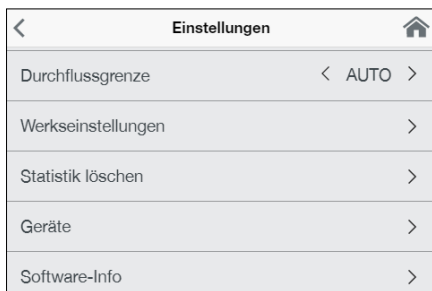 Einstellungen
Durchflussgrenze AUTO
Werkseinstellungen
Statistik löschen
Geräte
Software-Info